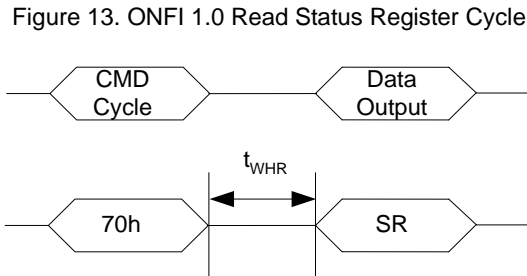 Figure 13. ONFI 1.0 Read Status Register Cycle
CMD
Cycle
Data
Output
tWHR
70h
SR